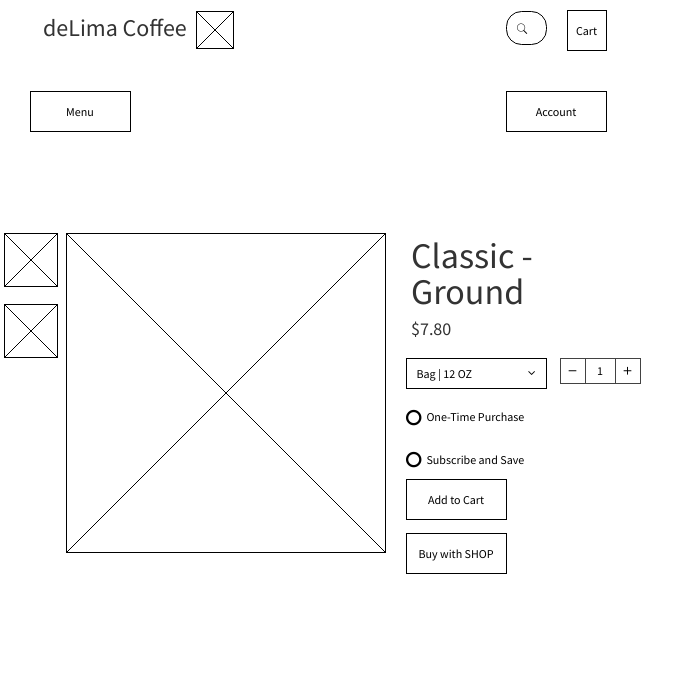 deLima Coffee
Cart
Menu
Account
Classic -
Ground
$7.80
Bag | 12 OZ
1
One-Time Purchase
Subscribe and Save
Add to Cart
Buy with SHOP